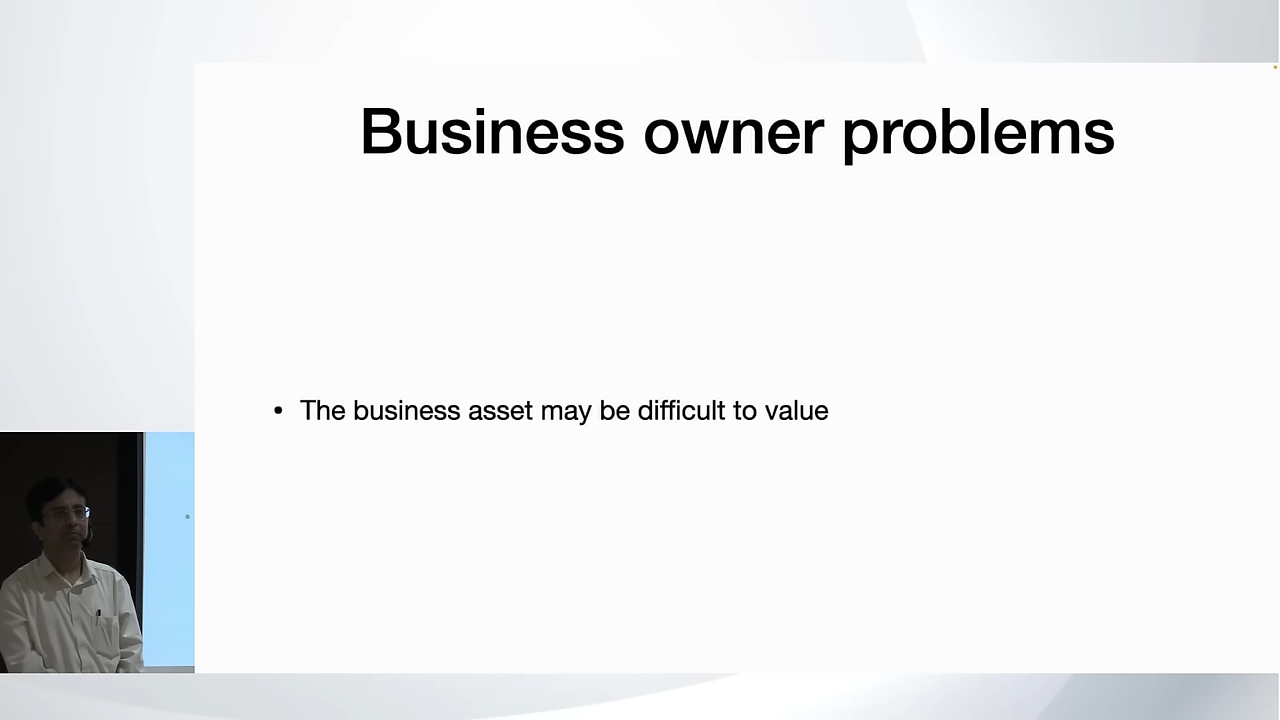 Business owner problems
• The business asset may be difficult to value